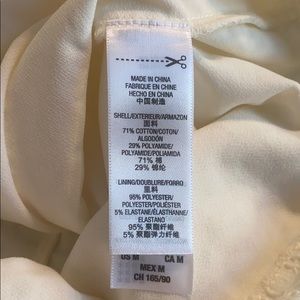 MADE IN CHINA
FABRIQUE EN CHINE
HECHO EN CHINA
中国制造
SHELL/EXTERIEUR/ARMAZON
面料
71% COTTON/COTON/
ALGODÓN
29% POLYAMIDE/
POLYAMIDE/POLIAMIDA
71% 棉
29% 锦纶
LINING/DOUBLURE/FORRO
里料
95% POLYESTER/
POLYESTER/POLIÉSTER
5% ELASTANE/ÉLASTHANNE/
ELASTANO
95% 聚酯纤维
5% 聚酯弹力纤维
US M CA M
MEX M
CH 165/90